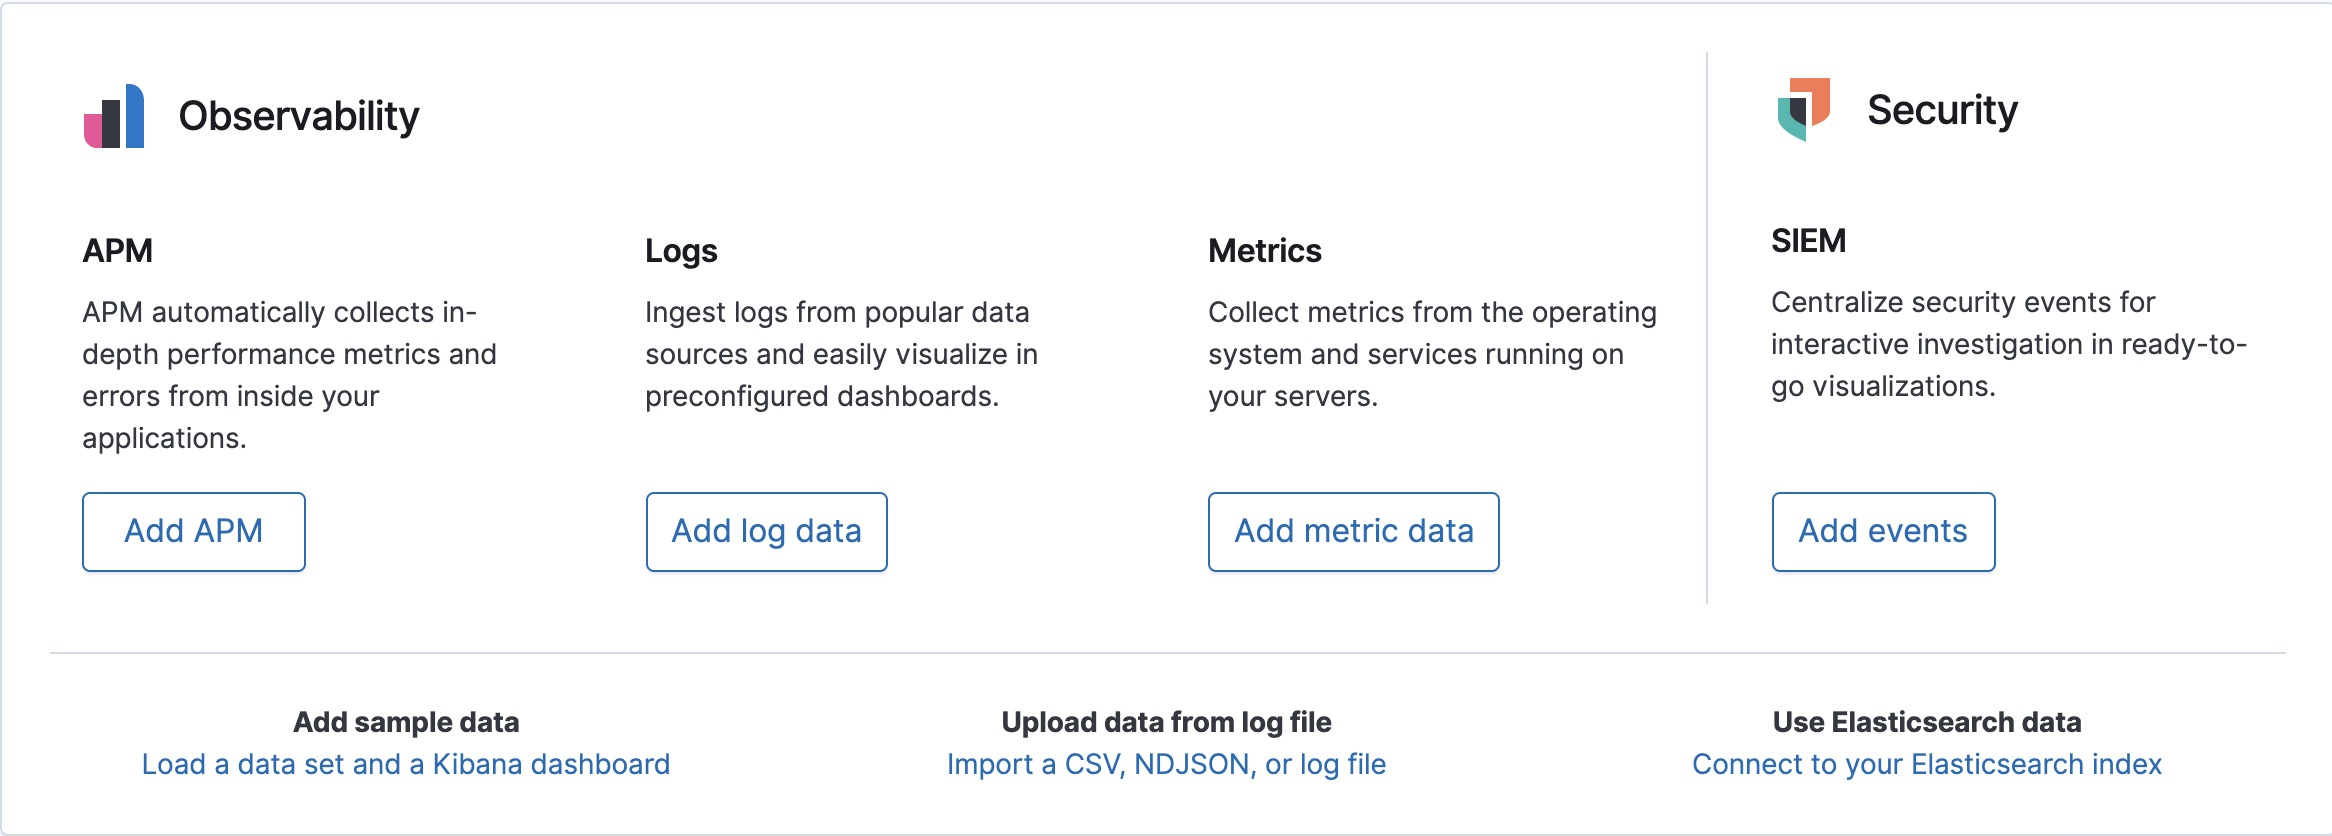 Observability
APM
APM automatically collects in-
depth performance metrics and
errors from inside your
applications.
Add APM
Logs
Ingest logs from popular data
sources and easily visualize in
preconfigured dashboards.
Add log data
Metrics
Collect metrics from the operating
system and services running on
your servers.
Add metric data
Security
SIEM
Centralize security events for
interactive investigation in ready-to-
go visualizations.
Add events
Add sample data
Load a data set and a Kibana dashboard
Upload data from log file
Import a CSV, NDJSON, or log file
Use Elasticsearch data
Connect to your Elasticsearch index